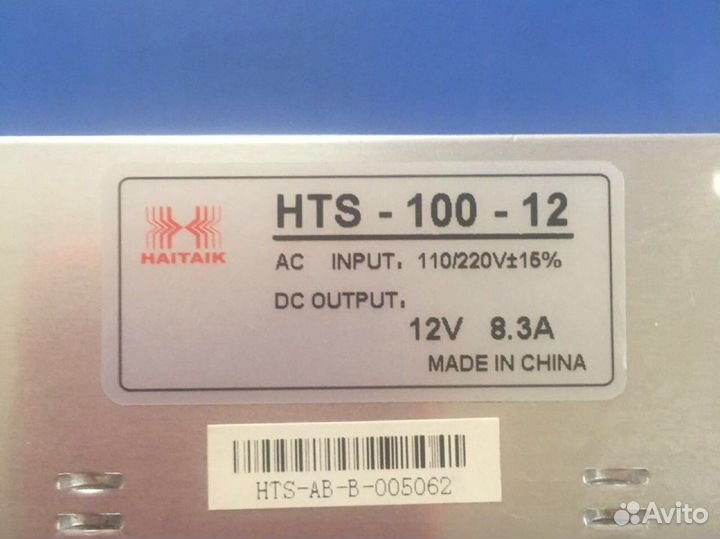 HTS - 100 - 12
HAITAIK
AC INPUT: 110/220V±15%
DC OUTPUT:
12V 8.3A
MADE IN CHINA
HTS-AB-B-005062
Avito